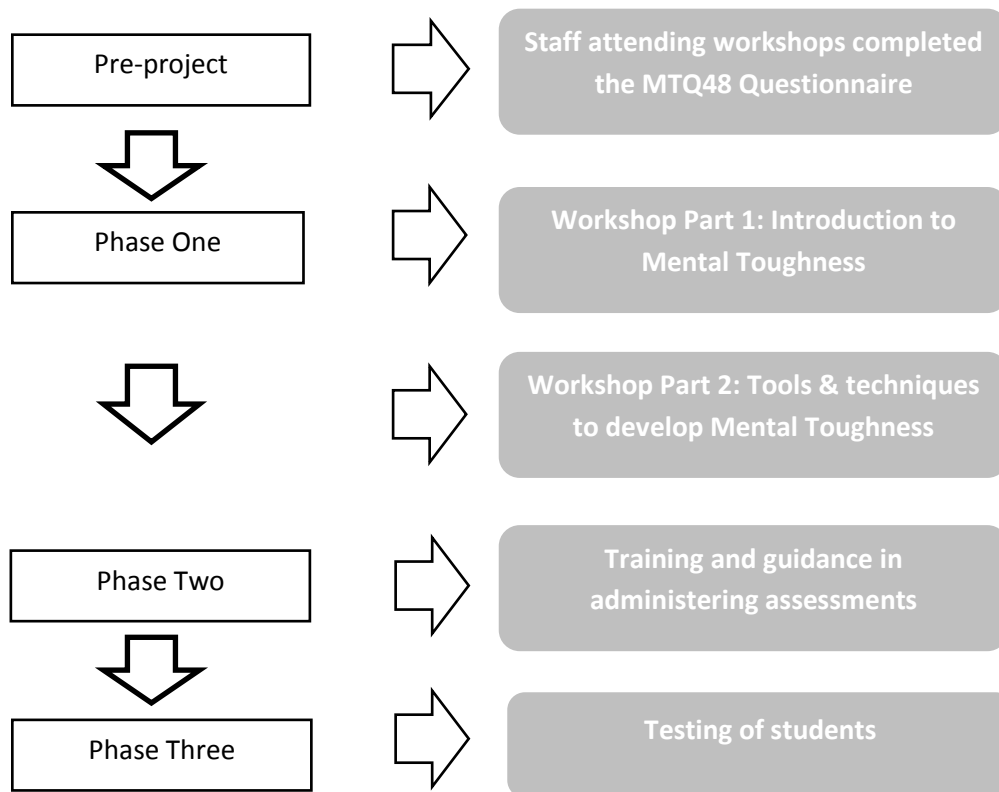 Pre-project
Staff attending workshops completed
the MTQ48 Questionnaire
Phase One
Workshop Part 1: Introduction to
Mental Toughness
Workshop Part 2: Tools & techniques
to develop Mental Toughness
Phase Two
Training and guidance in
administering assessments
Phase Three
Testing of students